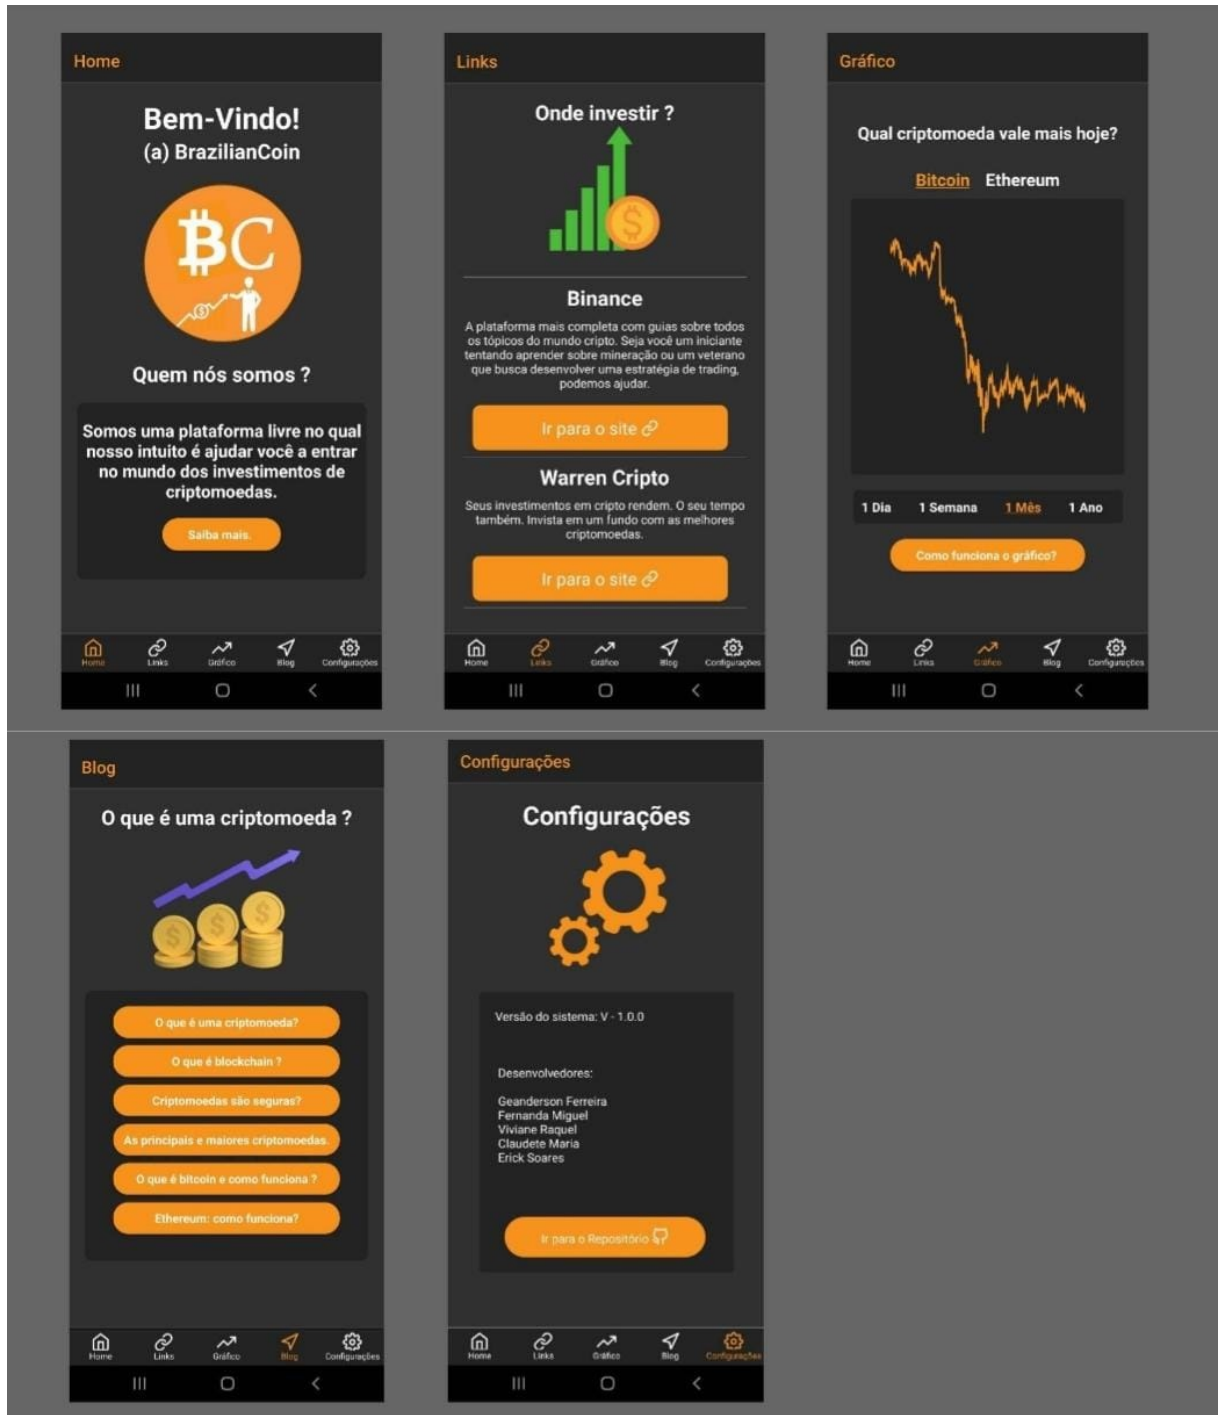 Home
Bem-Vindo!
(a) BrazilianCoin
BC
Quem nós somos ?
Somos uma plataforma livre no qual
nosso intuito é ajudar você a entrar
no mundo dos investimentos de
criptomoedas.
Saiba mais.
Home Links Gráfico Blog Configurações
Links
Onde investir ?
$
Binance
A plataforma mais completa com guias sobre todos
os tópicos do mundo cripto. Seja você um iniciante
tentando aprender sobre mineração ou um veterano
que busca desenvolver uma estratégia de trading,
podemos ajudar.
Ir para o site
Warren Cripto
Seus investimentos em cripto rendem. O seu tempo
também. Invista em um fundo com as melhores
criptomoedas.
Ir para o site
Home Links Gráfico Blog Configurações
Gráfico
Qual criptomoeda vale mais hoje?
Bitcoin Ethereum
1 Dia 1 Semana 1 Mês 1 Ano
Como funciona o gráfico?
Home Links Gráfico Blog Configurações
Blog
O que é uma criptomoeda ?
$ $ $
O que é uma criptomoeda?
O que é blockchain ?
Criptomoedas são seguras?
As principais e maiores criptomoedas.
O que é bitcoin e como funciona ?
Ethereum: como funciona?
Home Links Gráfico Blog Configurações
Configurações
Configurações
Versão do sistema: V - 1.0.0
Desenvolvedores:
Geanderson Ferreira
Fernanda Miguel
Viviane Raquel
Claudete Maria
Erick Soares
Ir para o Repositório
Home Links Gráfico Blog Configurações